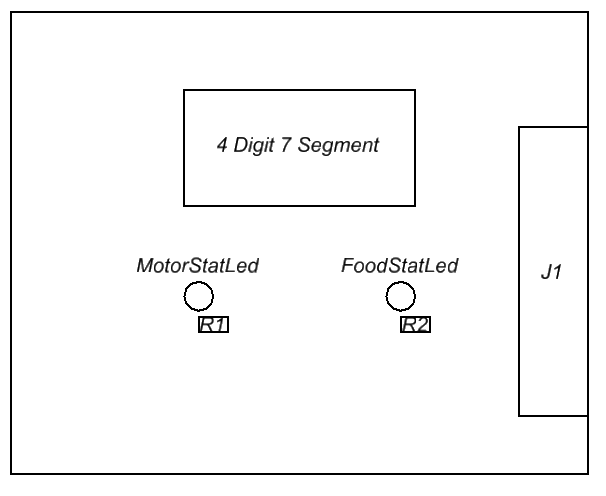 4 Digit 7 Segment
MotorStatLed
FoodStatLed
J1
R1
R2